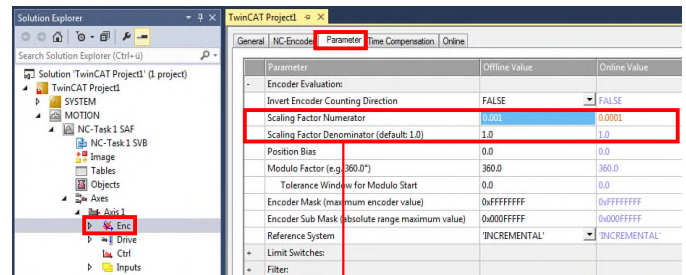 Solution Explorer
Search Solution Explorer (Ctrl+ü)
Solution 'TwinCAT Project1' (1 project)
TwinCAT Project1
SYSTEM
MOTION
NC-Task 1 SAF
NC-Task 1 SVB
Image
Tables
Objects
Axes
Axis 1
Enc
Drive
Ctrl
Inputs
TwinCAT Project1
General NC-Encoder Parameter Time Compensation Online
Parameter Offline Value Online Value
- Encoder Evaluation:
Invert Encoder Counting Direction FALSE FALSE
Scaling Factor Numerator 0.001 0.0001
Scaling Factor Denominator (default: 1.0) 1.0 1.0
Position Bias 0.0 0.0
Modulo Factor (e.g. 360.0°) 360.0 360.0
Tolerance Window for Modulo Start 0.0 0.0
Encoder Mask (maximum encoder value) 0xFFFFFFFF 0xFFFFFFFF
Encoder Sub Mask (absolute range maximum value) 0x000FFFFF 0x000FFFFF
Reference System 'INCREMENTAL' 'INCREMENTAL'
+ Limit Switches:
+ Filter: